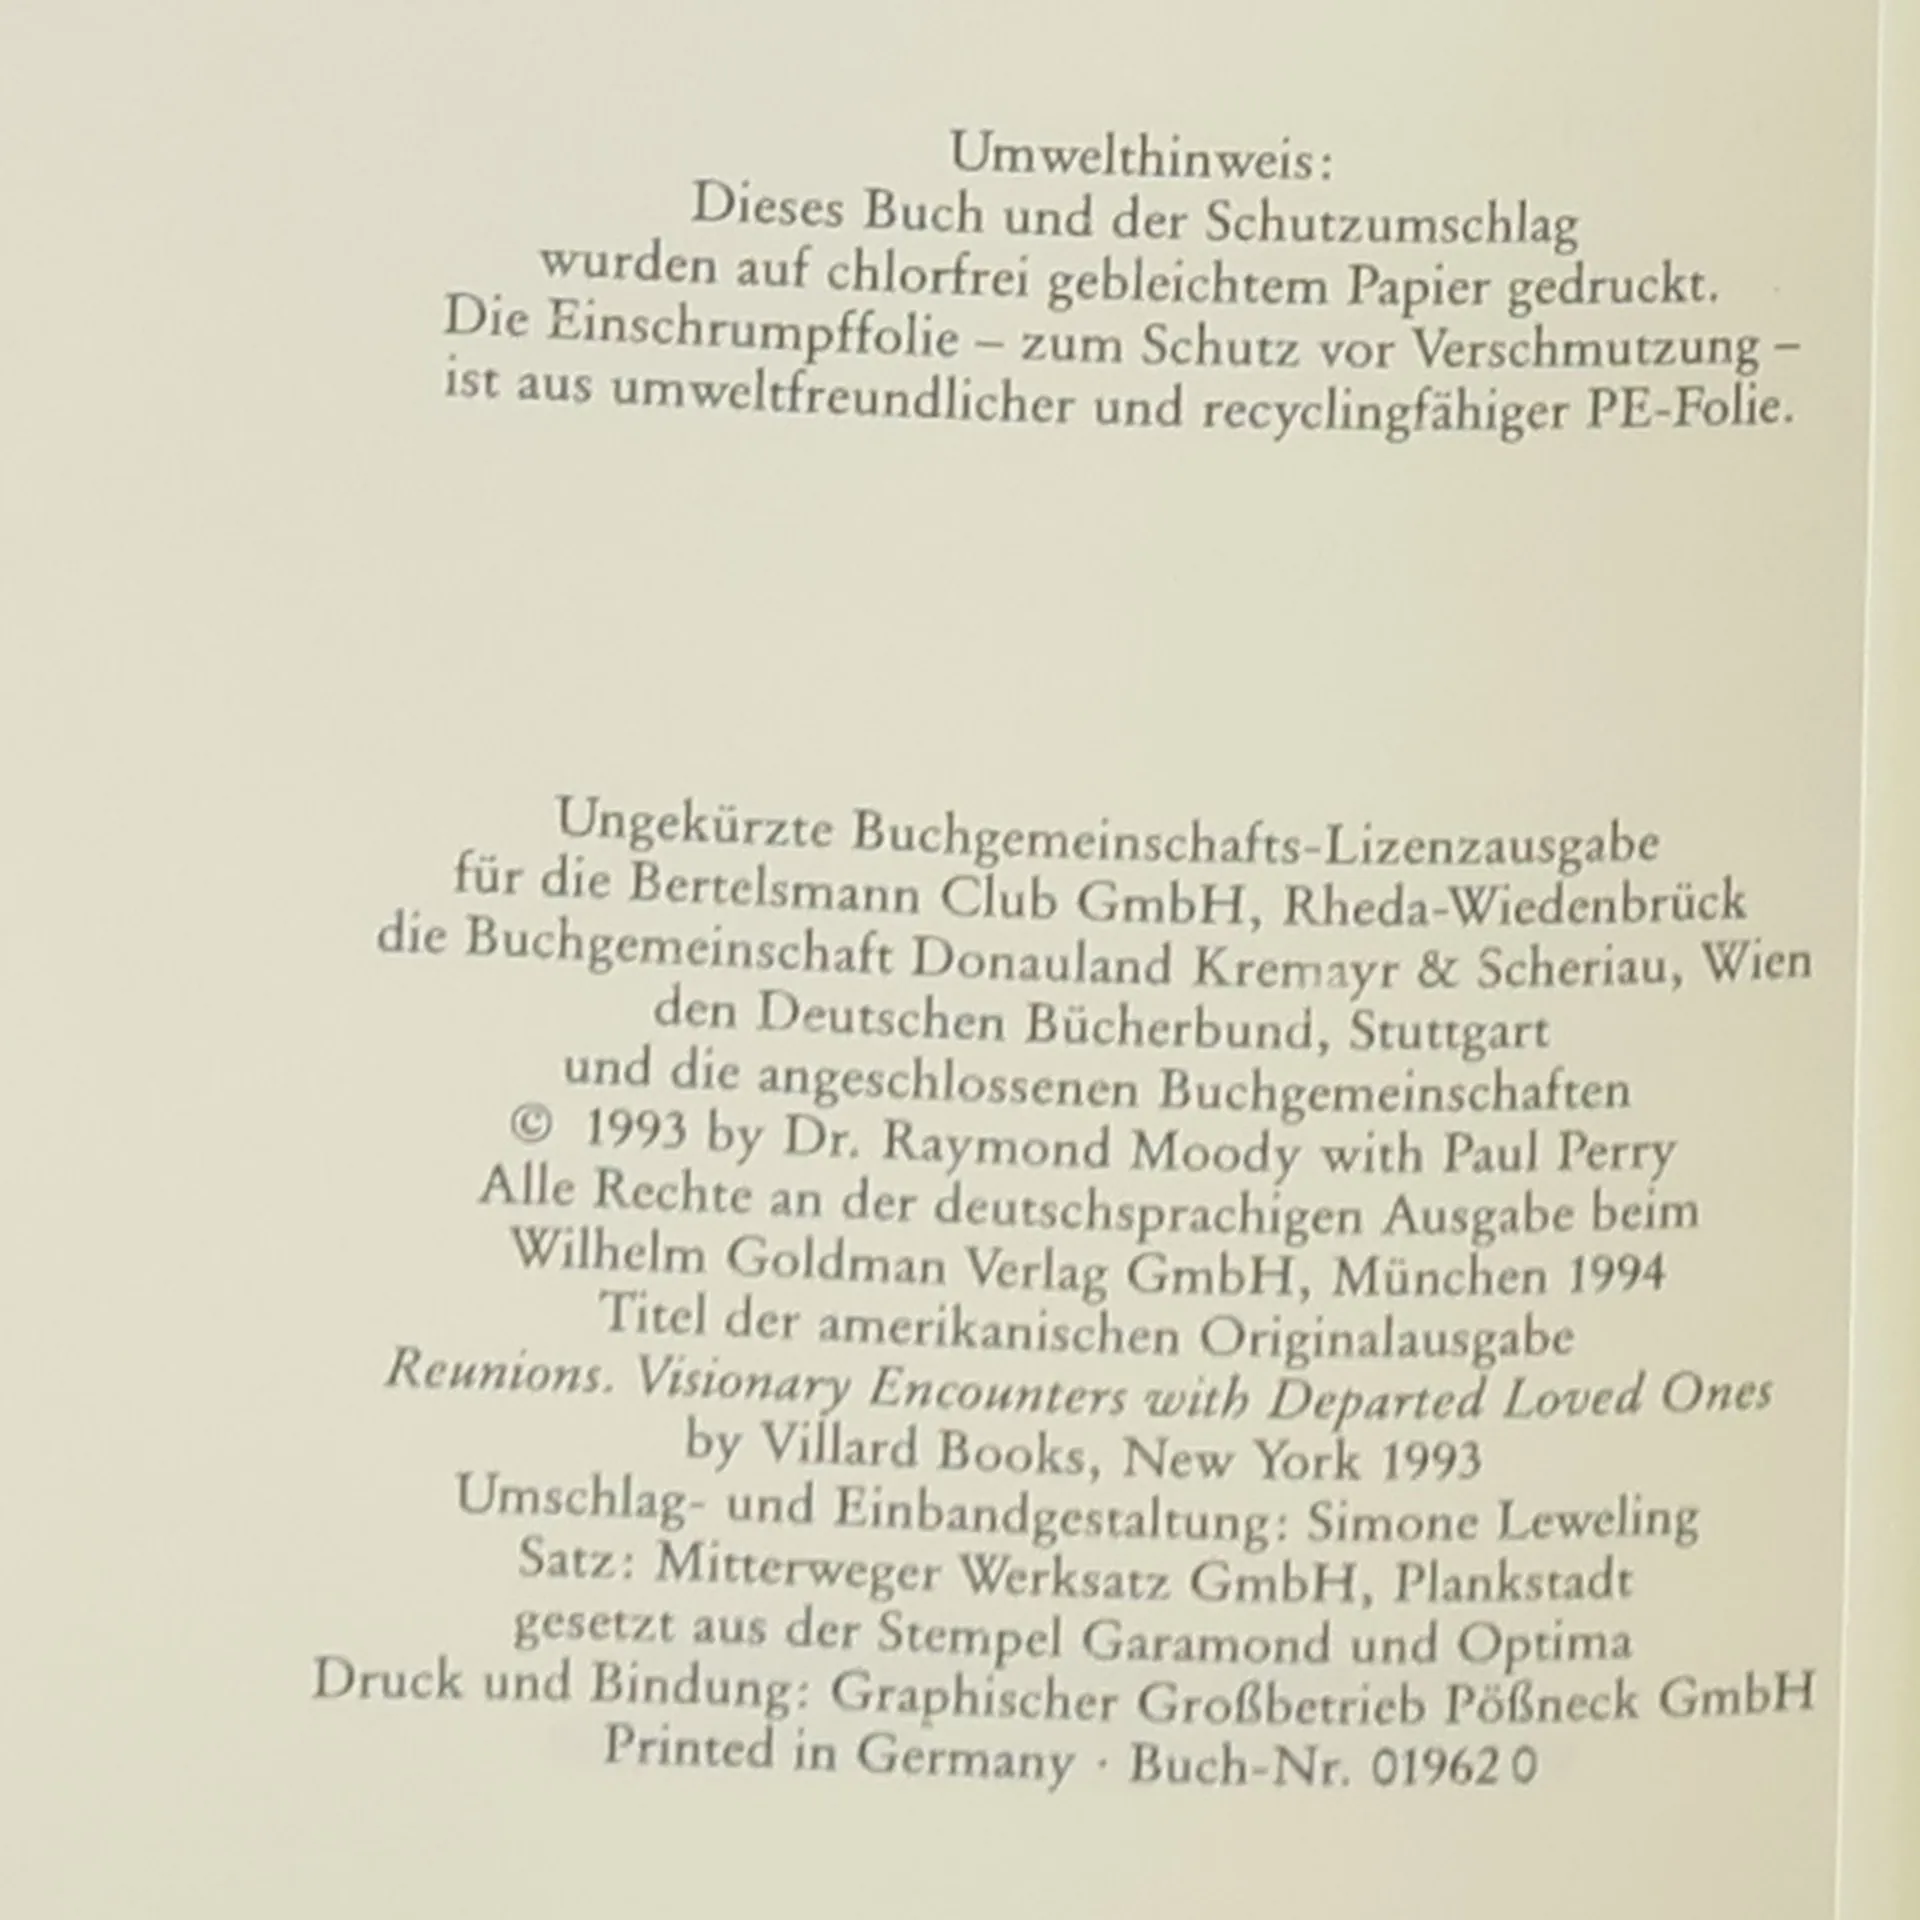 Umwelthinweis:
Dieses Buch und der Schutzumschlag
wurden auf chlorfrei gebleichtem Papier gedruckt.
Die Einschrumpffolie – zum Schutz vor Verschmutzung –
ist aus umweltfreundlicher und recyclingfähiger PE-Folie.
Ungekürzte Buchgemeinschafts-Lizenzausgabe
für die Bertelsmann Club GmbH, Rheda-Wiedenbrück
die Buchgemeinschaft Donauland Kremayr & Scheriau, Wien
den Deutschen Bücherbund, Stuttgart
und die angeschlossenen Buchgemeinschaften
© 1993 by Dr. Raymond Moody with Paul Perry
Alle Rechte an der deutschsprachigen Ausgabe beim
Wilhelm Goldman Verlag GmbH, München 1994
Titel der amerikanischen Originalausgabe
Reunions. Visionary Encounters with Departed Loved Ones
by Villard Books, New York 1993
Umschlag- und Einbandgestaltung: Simone Leweling
Satz: Mitterweger Werksatz GmbH, Plankstadt
gesetzt aus der Stempel Garamond und Optima
Druck und Bindung: Graphischer Großbetrieb Pößneck GmbH
Printed in Germany · Buch-Nr. 019620